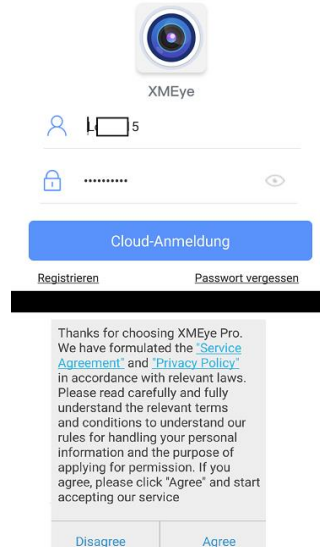 XMEye
5
Cloud-Anmeldung
Registrieren Passwort vergessen
Thanks for choosing XMEye Pro.
We have formulated the "Service
Agreement" and "Privacy Policy"
in accordance with relevant laws.
Please read carefully and fully
understand the relevant terms
and conditions to understand our
rules for handling your personal
information and the purpose of
applying for permission. If you
agree, please click "Agree" and start
accepting our service
Disagree Agree